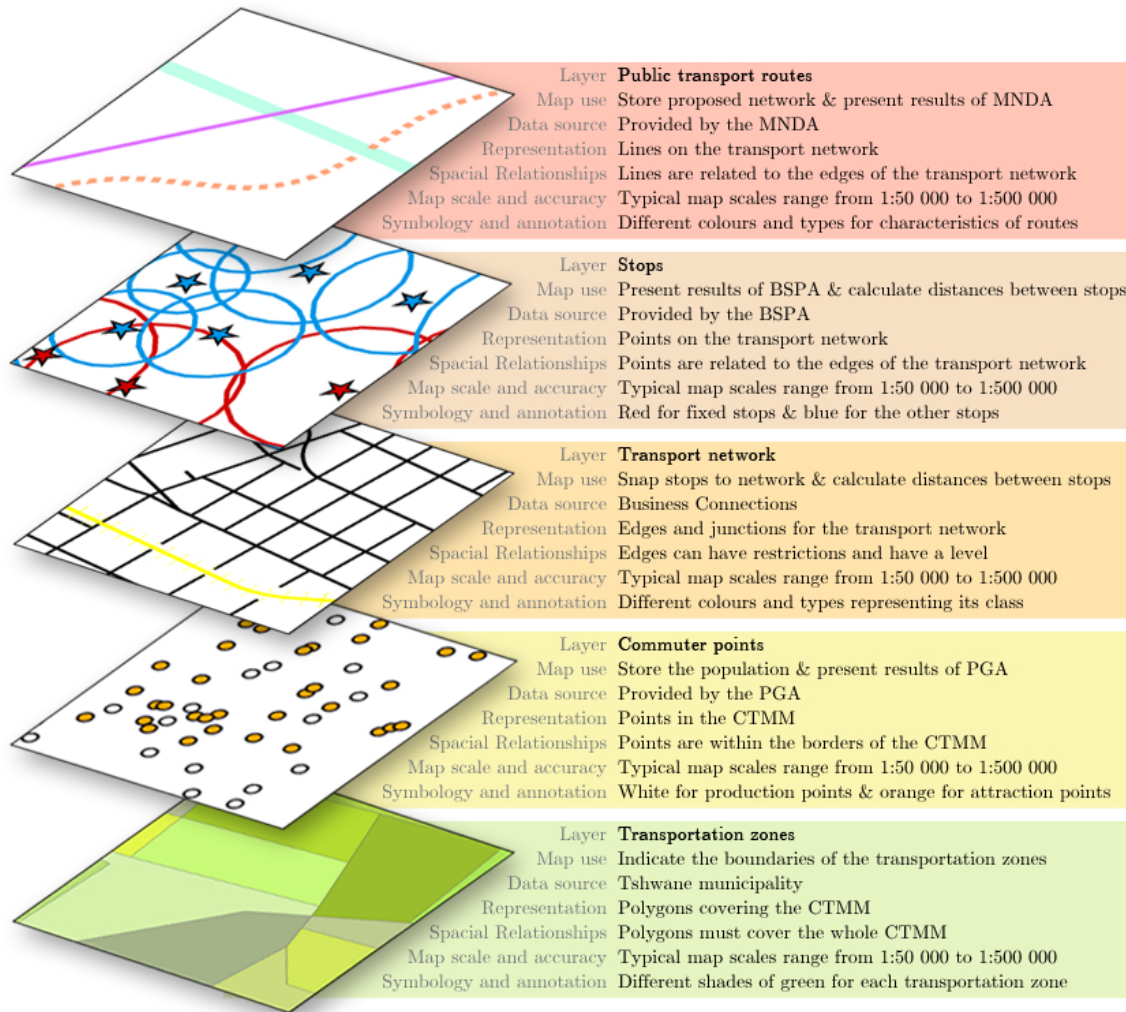 Layer Public transport routes
Map use Store proposed network & present results of MNDA
Data source Provided by the MNDA
Representation Lines on the transport network
Spacial Relationships Lines are related to the edges of the transport network
Map scale and accuracy Typical map scales range from 1:50 000 to 1:500 000
Symbology and annotation Different colours and types for characteristics of routes
Layer Stops
Map use Present results of BSPA & calculate distances between stops
Data source Provided by the BSPA
Representation Points on the transport network
Spacial Relationships Points are related to the edges of the transport network
Map scale and accuracy Typical map scales range from 1:50 000 to 1:500 000
Symbology and annotation Red for fixed stops & blue for the other stops
Layer Transport network
Map use Snap stops to network & calculate distances between stops
Data source Business Connections
Representation Edges and junctions for the transport network
Spacial Relationships Edges can have restrictions and have a level
Map scale and accuracy Typical map scales range from 1:50 000 to 1:500 000
Symbology and annotation Different colours and types representing its class
Layer Commuter points
Map use Store the population & present results of PGA
Data source Provided by the PGA
Representation Points in the CTMM
Spacial Relationships Points are within the borders of the CTMM
Map scale and accuracy Typical map scales range from 1:50 000 to 1:500 000
Symbology and annotation White for production points & orange for attraction points
Layer Transportation zones
Map use Indicate the boundaries of the transportation zones
Data source Tshwane municipality
Representation Polygons covering the CTMM
Spacial Relationships Polygons must cover the whole CTMM
Map scale and accuracy Typical map scales range from 1:50 000 to 1:500 000
Symbology and annotation Different shades of green for each transportation zone